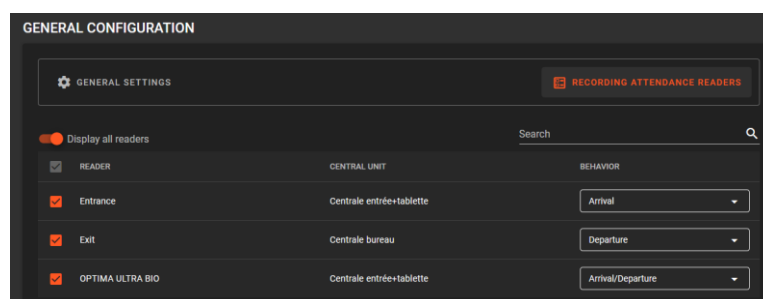 GENERAL CONFIGURATION
GENERAL SETTINGS
RECORDING ATTENDANCE READERS
Display all readers
Search
READER CENTRAL UNIT BEHAVIOR
Entrance Centrale entrée+tablette Arrival
Exit Centrale bureau Departure
OPTIMA ULTRA BIO Centrale entrée+tablette Arrival/Departure